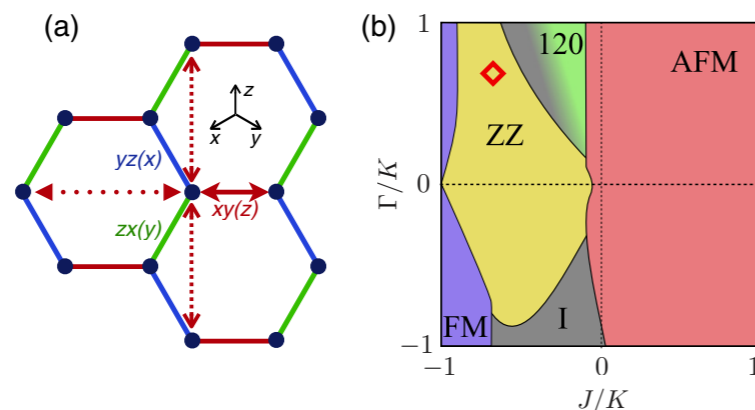 (a)
z
x
y
yz(x)
xy(z)
zx(y)
(b)
1
120
AFM
ZZ
0
Γ/K
FM
I
−1
−1
0
1
J/K